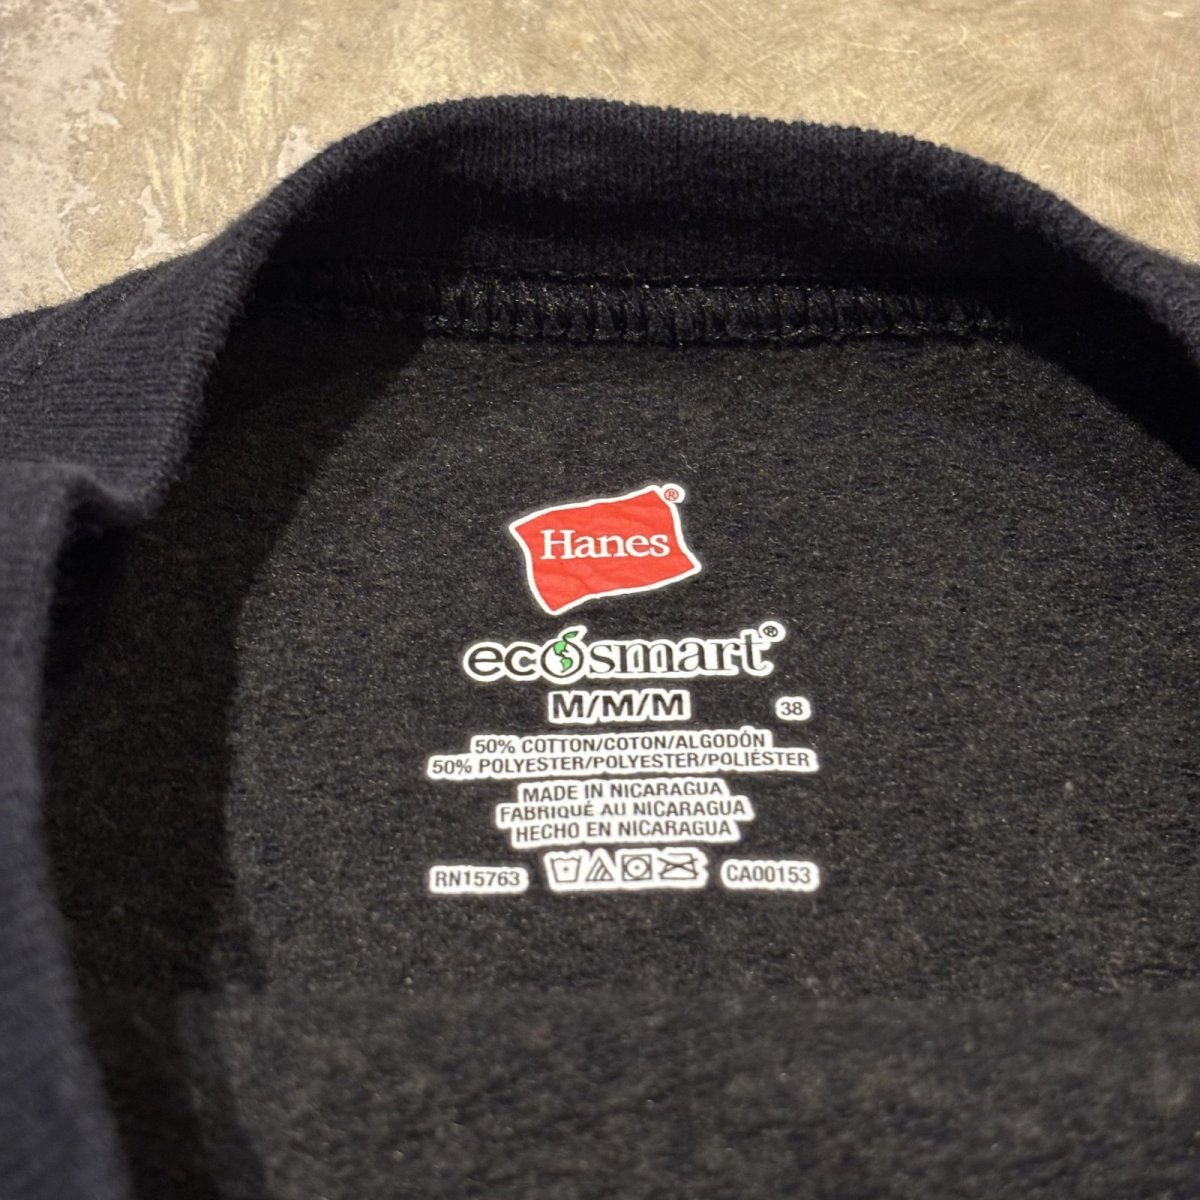 Hanes®
ecosmart®
M/M/M 38
50% COTTON/COTON/ALGODÓN
50% POLYESTER/POLYESTER/POLIÉSTER
MADE IN NICARAGUA
FABRIQUÉ AU NICARAGUA
HECHO EN NICARAGUA
RN15763 CA00153